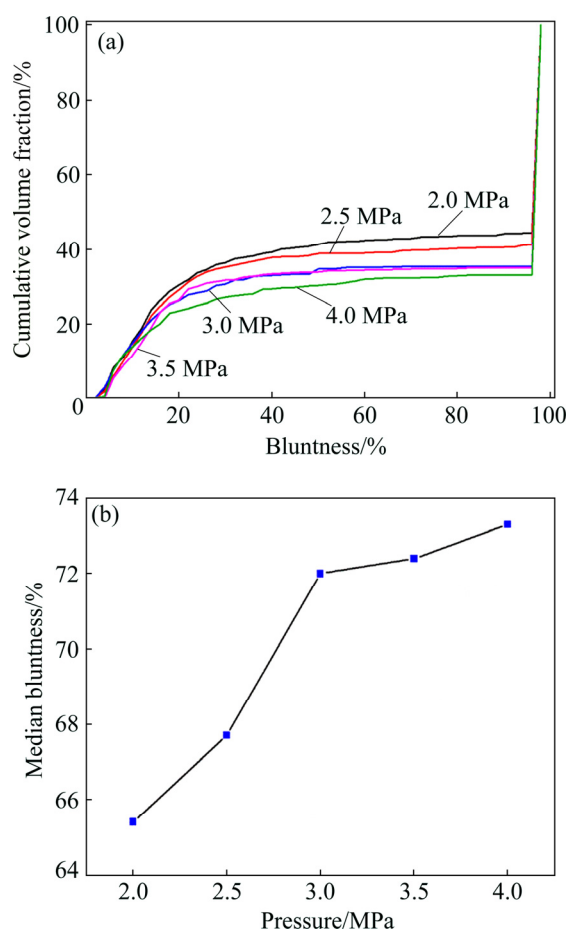 (a)
Cumulative volume fraction/%
100
80
60
40
20
0
2.0 MPa
2.5 MPa
3.0 MPa
4.0 MPa
3.5 MPa
20
40
60
80
100
Bluntness/%
(b)
Median bluntness/%
74
72
70
68
66
64
2.0
2.5
3.0
3.5
4.0
Pressure/MPa